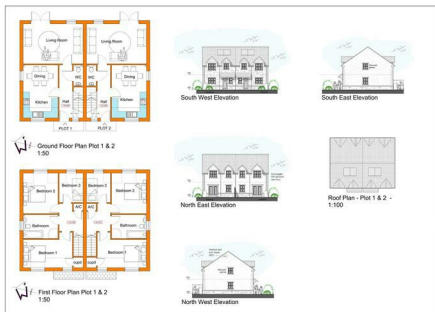 Living Room
Living Room
Dining
WC
WC
Dining
Kitchen
Hall
Hall
Kitchen
PLOT 1
PLOT 2
Ground Floor Plan Plot 1 & 2
1:50
South West Elevation
South East Elevation
Bedroom 2
Bedroom 3
Bedroom 3
Bedroom 2
A/C
A/C
Bathroom
Bathroom
Bedroom 1
Bedroom 1
cupd
cupd
First Floor Plan Plot 1 & 2
1:50
North East Elevation
Roof Plan - Plot 1 & 2 -
1:100
North West Elevation